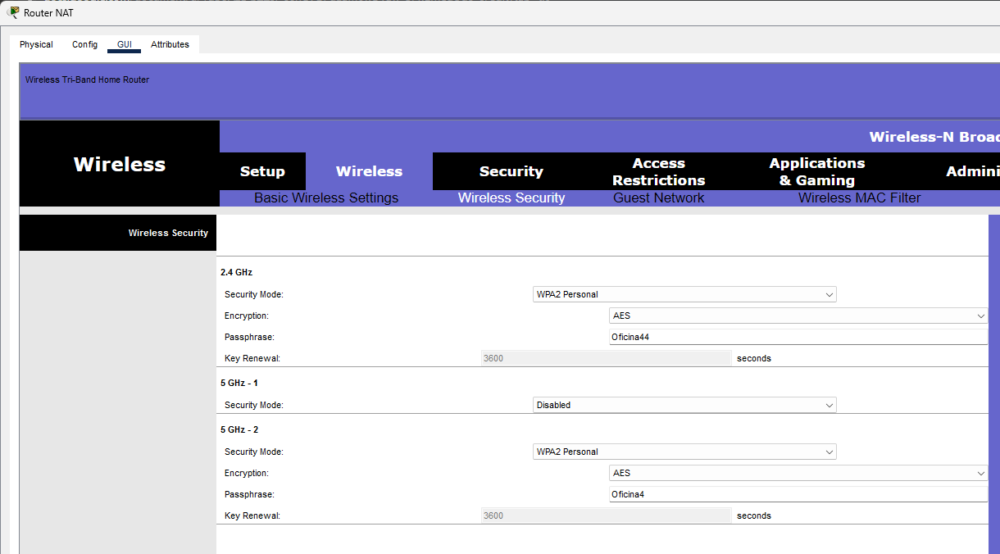 Router NAT
Physical Config GUI Attributes
Wireless Tri-Band Home Router
Wireless-N Broad
Wireless
Setup Wireless Security Access Restrictions Applications & Gaming Admini
Basic Wireless Settings Wireless Security Guest Network Wireless MAC Filter
Wireless Security
2.4 GHz
Security Mode: WPA2 Personal
Encryption: AES
Passphrase: Oficina44
Key Renewal: 3600 seconds
5 GHz - 1
Security Mode: Disabled
5 GHz - 2
Security Mode: WPA2 Personal
Encryption: AES
Passphrase: Oficina4
Key Renewal: 3600 seconds